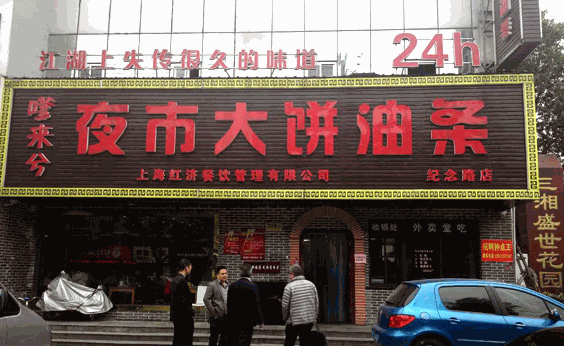 江湖上失传很久的味道
24h
嗲来兮
夜市大饼油条
上海红济餐饮管理有限公司
纪念路店
收银处
外卖堂吃
三湘盛世花园